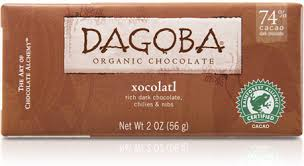 THE ART OF
CHOCOLATE ALCHEMY™
DAGOBA
ORGANIC CHOCOLATE
xocolatl
rich dark chocolate,
chilies & nibs
Net Wt 2 OZ (56 g)
74%
cacao
RAINFOREST ALLIANCE
CERTIFIED
CACAO